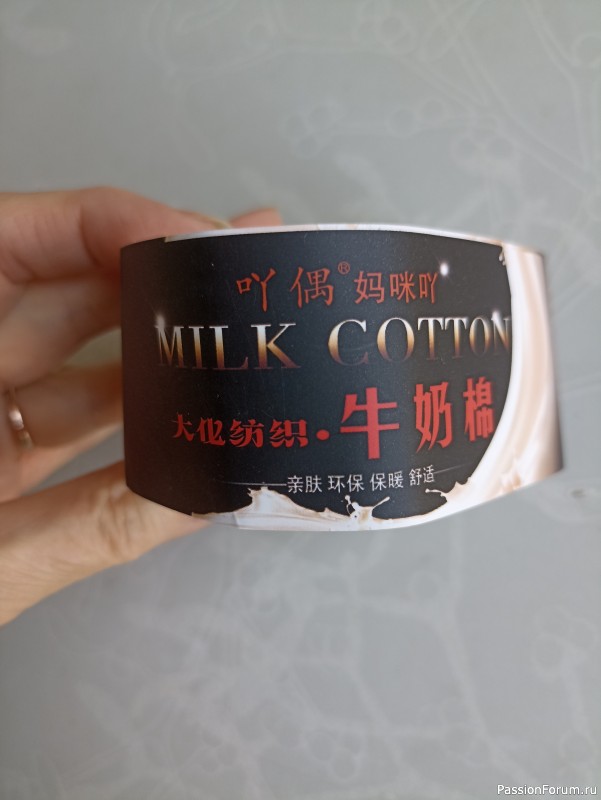 吖偶® 妈咪吖
MILK COTTON
大化纺织·牛奶棉
亲肤 环保 保暖 舒适
PassionForum.ru